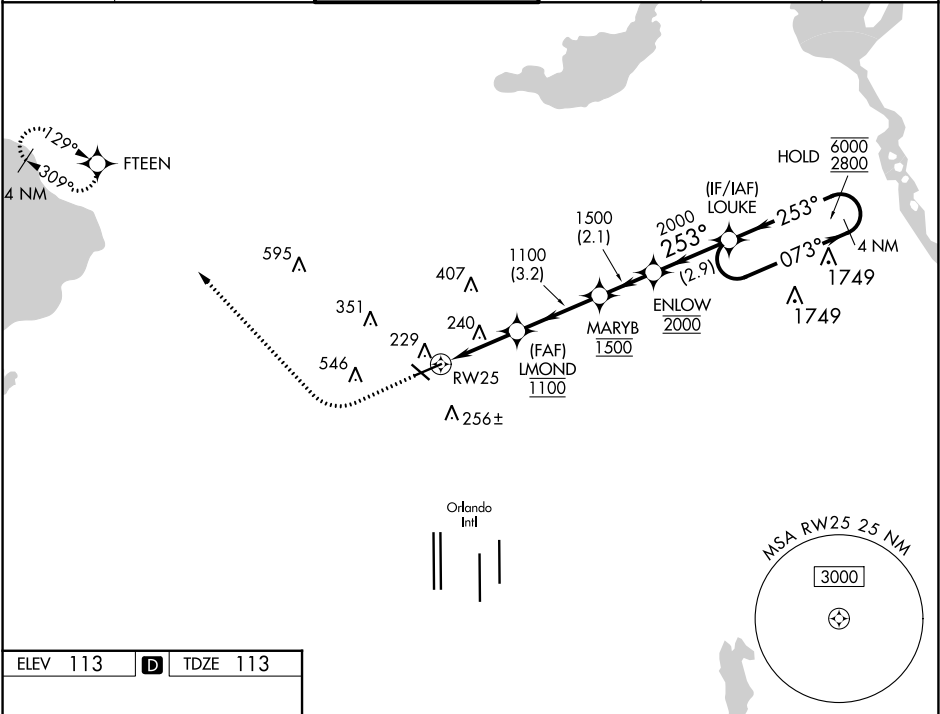 129°
309°
4 NM
FTEEN
HOLD
6000
2800
(IF/IAF)
LOUKE
253°
073°
4 NM
1749
1749
2000
253°
(2.9)
1500
(2.1)
1100
(3.2)
ENLOW
2000
MARYB
1500
(FAF)
LMOND
1100
595
407
351
240
229
546
RW25
256±
Orlando
Intl
MSA RW25 25 NM
3000
ELEV 113 D TDZE 113